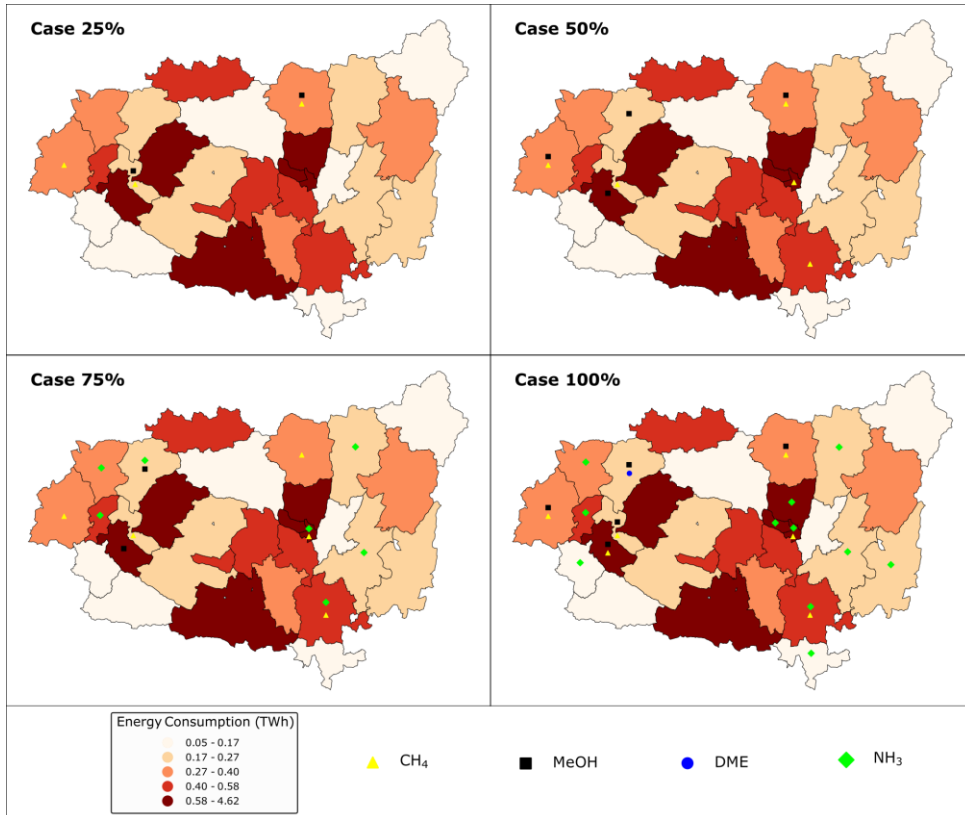 Case 25%
Case 50%
Case 75%
Case 100%
Energy Consumption (TWh)
0.05 - 0.17
0.17 - 0.27
0.27 - 0.40
0.40 - 0.58
0.58 - 4.62
CH₄
MeOH
DME
NH₃